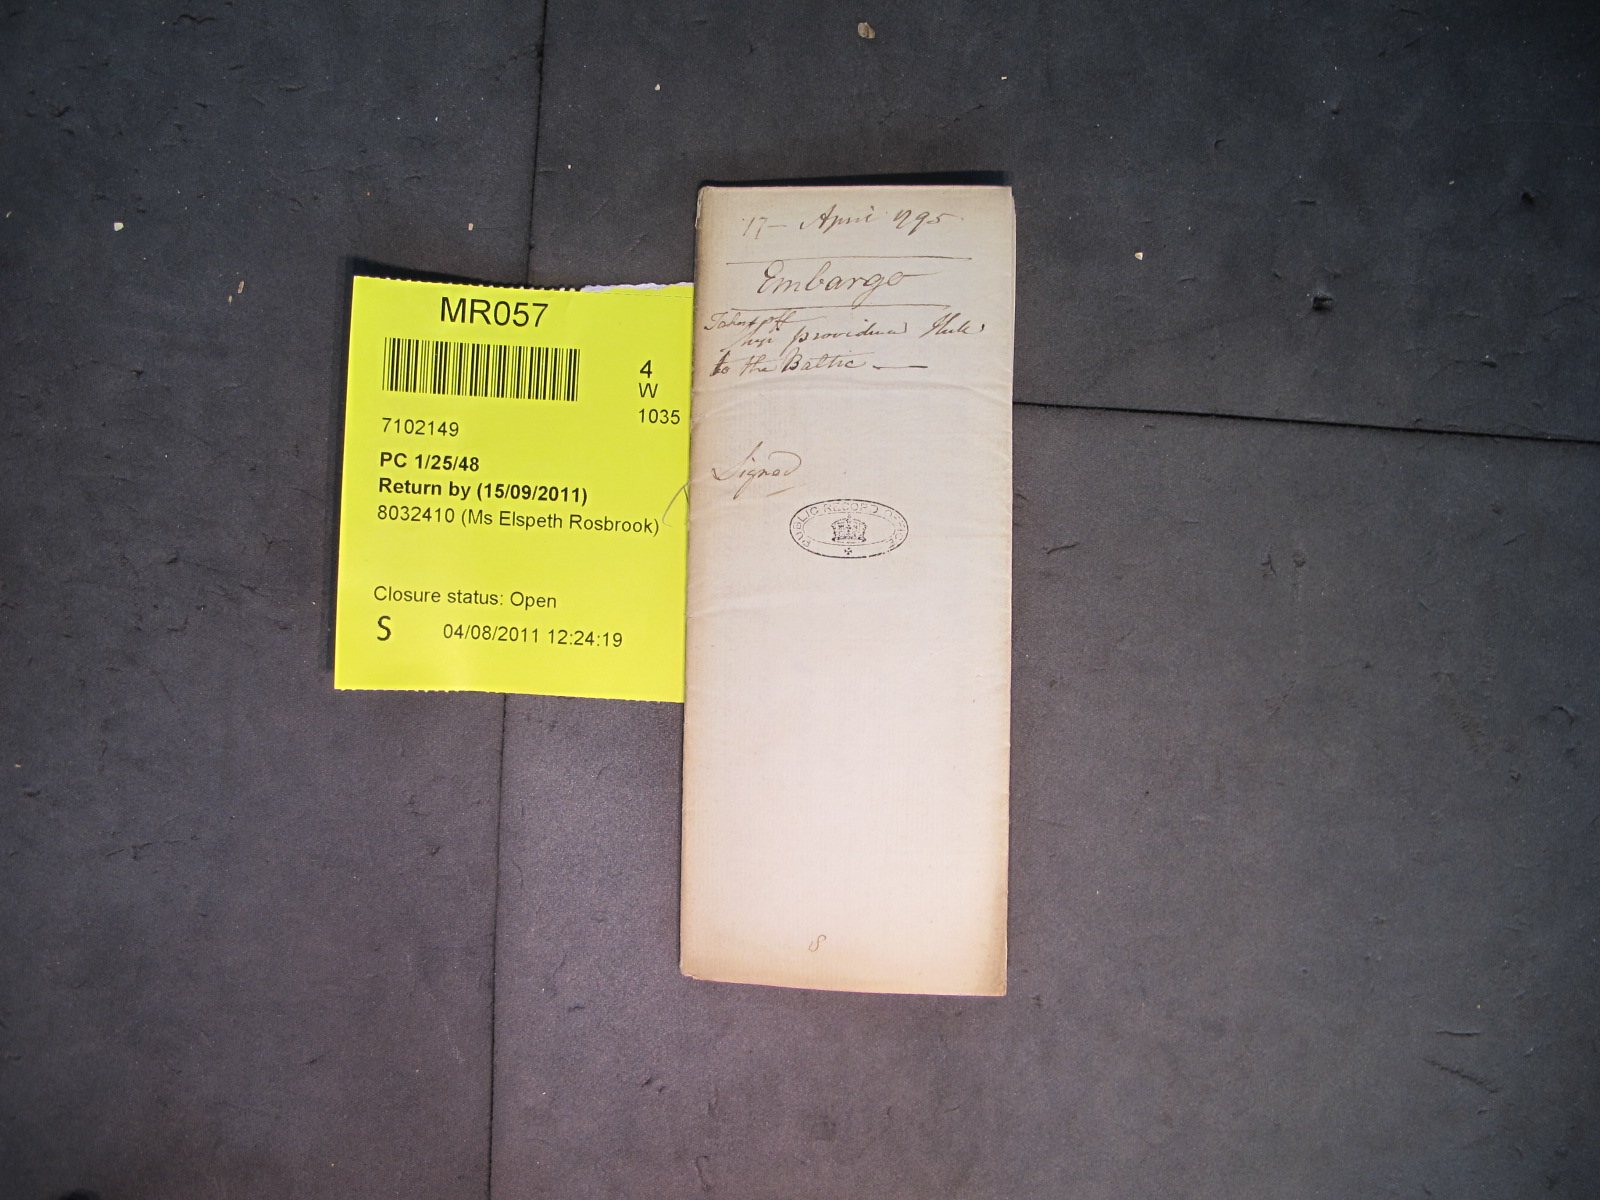 MR057
4
W
1035
7102149
PC 1/25/48
Return by (15/09/2011)
8032410 (Ms Elspeth Rosbrook)
Closure status: Open
S 04/08/2011 12:24:19
17 – April 1795
Embargo
to the Baltic —
Signed
PUBLIC RECORD OFFICE
8